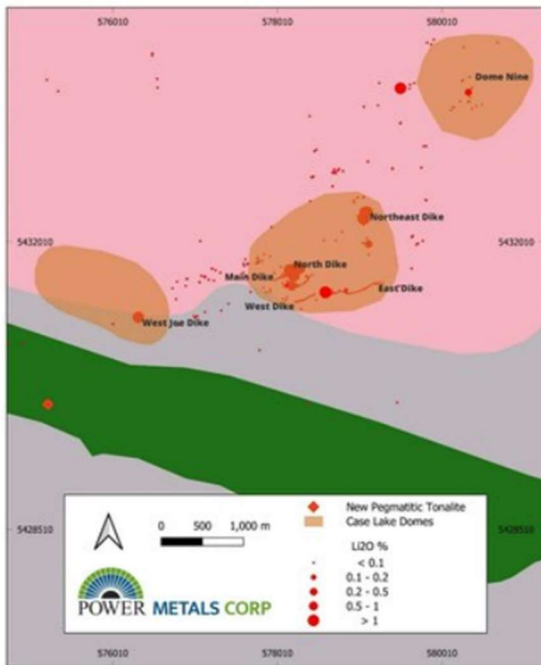 576010 578010 580010
Dome Nine
Northeast Dike
5432010 5432010
North Dike
Main Dike
East Dike
West Dike
West Joe Dike
5428510 5428510
New Pegmatitic Tonalite
Case Lake Domes
0 500 1,000 m
Li2O %
< 0.1
0.1 - 0.2
0.2 - 0.5
0.5 - 1
> 1
POWER METALS CORP
576010 578010 580010